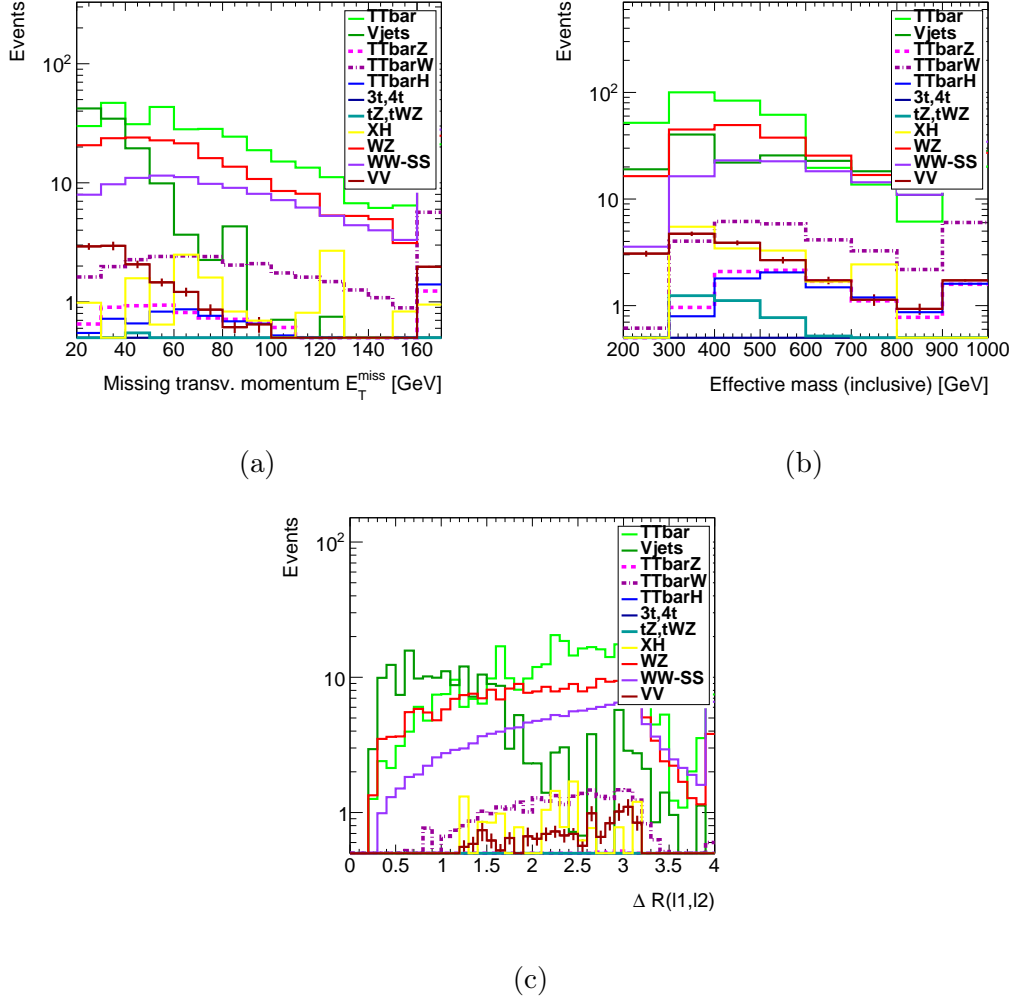 Events
10²
10
1
TTbar
Vjets
TTbarZ
TTbarW
TTbarH
3t,4t
tZ,tWZ
XH
WZ
WW-SS
VV
20 40 60 80 100 120 140 160
Missing transv. momentum E_T^miss [GeV]
(a)
Events
10²
10
1
TTbar
Vjets
TTbarZ
TTbarW
TTbarH
3t,4t
tZ,tWZ
XH
WZ
WW-SS
VV
200 300 400 500 600 700 800 900 1000
Effective mass (inclusive) [GeV]
(b)
Events
10²
10
1
TTbar
Vjets
TTbarZ
TTbarW
TTbarH
3t,4t
tZ,tWZ
XH
WZ
WW-SS
VV
0 0.5 1 1.5 2 2.5 3 3.5 4
Δ R(l1,l2)
(c)